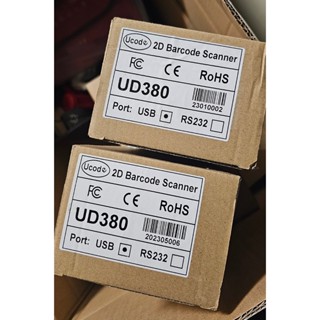 Ucode 2D Barcode Scanner
FC CE RoHS
UD380
23010002
Port: USB RS232
Ucode 2D Barcode Scanner
FC CE RoHS
UD380
202305006
Port: USB RS232